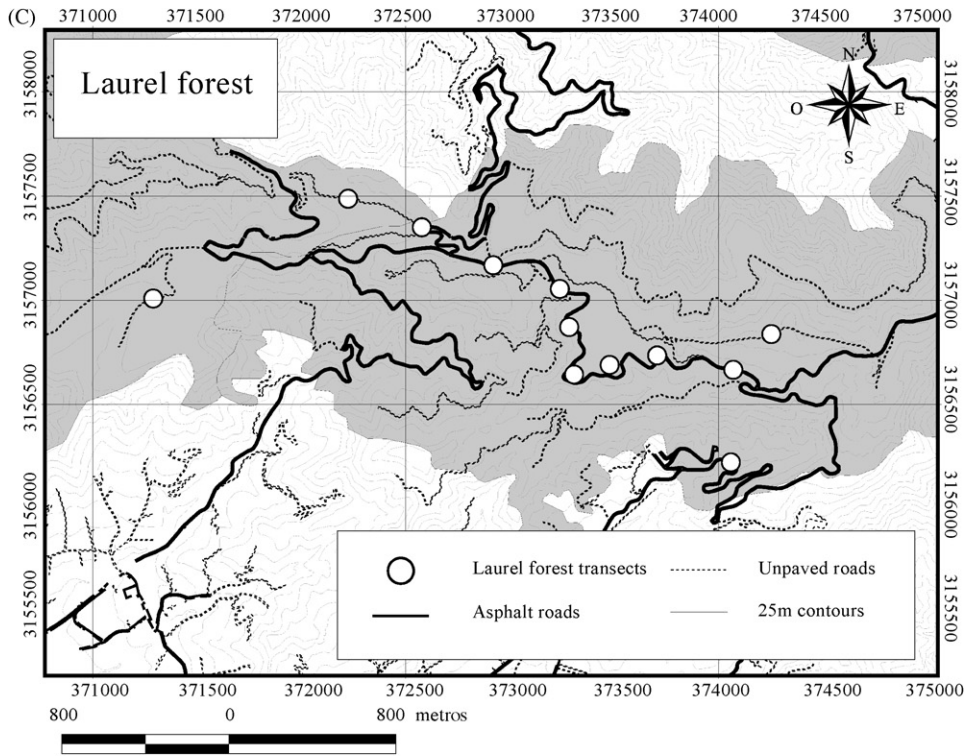 (C)
371000 371500 372000 372500 373000 373500 374000 374500 375000
Laurel forest
N
O E
S
3158000 3158000
3157500 3157500
3157000 3157000
3156500 3156500
3156000 3156000
3155500 3155500
Laurel forest transects Unpaved roads
Asphalt roads 25m contours
371000 371500 372000 372500 373000 373500 374000 374500 375000
800 0 800 metros